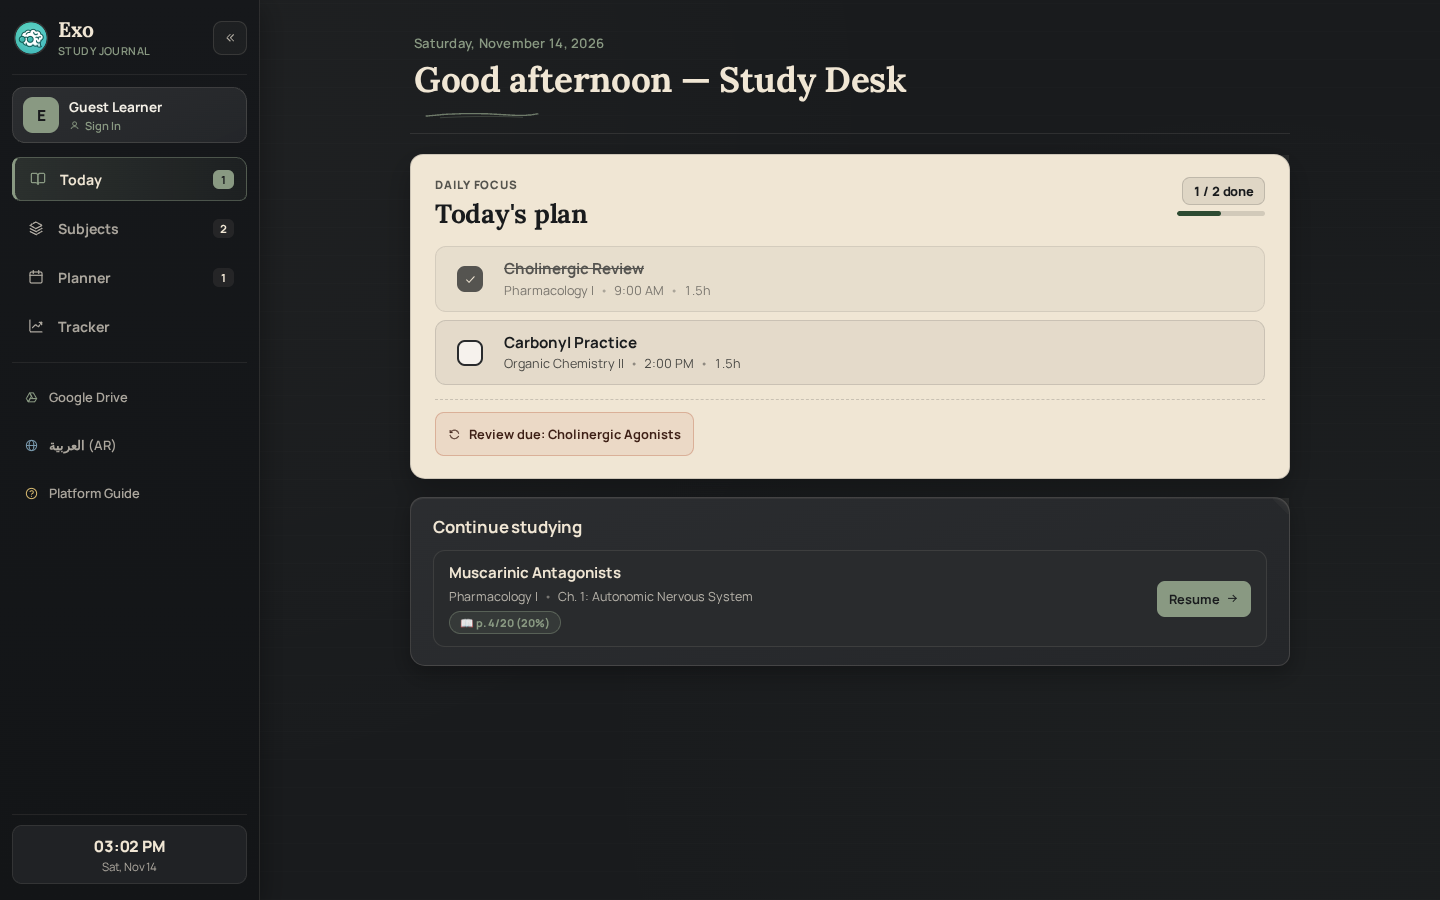 Exo
STUDY JOURNAL
E
Guest Learner
Sign In
Today
1
Subjects
2
Planner
1
Tracker
Google Drive
العربية (AR)
Platform Guide
03:02 PM
Sat, Nov 14
Saturday, November 14, 2026
Good afternoon — Study Desk
DAILY FOCUS
Today's plan
1 / 2 done
Cholinergic Review
Pharmacology I • 9:00 AM • 1.5h
Carbonyl Practice
Organic Chemistry II • 2:00 PM • 1.5h
Review due: Cholinergic Agonists
Continue studying
Muscarinic Antagonists
Pharmacology I • Ch. 1: Autonomic Nervous System
📖 p. 4/20 (20%)
Resume →